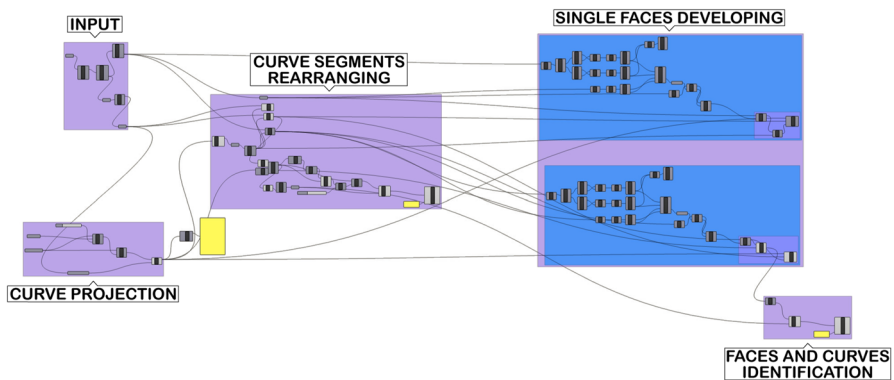 INPUT
SINGLE FACES DEVELOPING
CURVE SEGMENTS
REARRANGING
CURVE PROJECTION
FACES AND CURVES
IDENTIFICATION